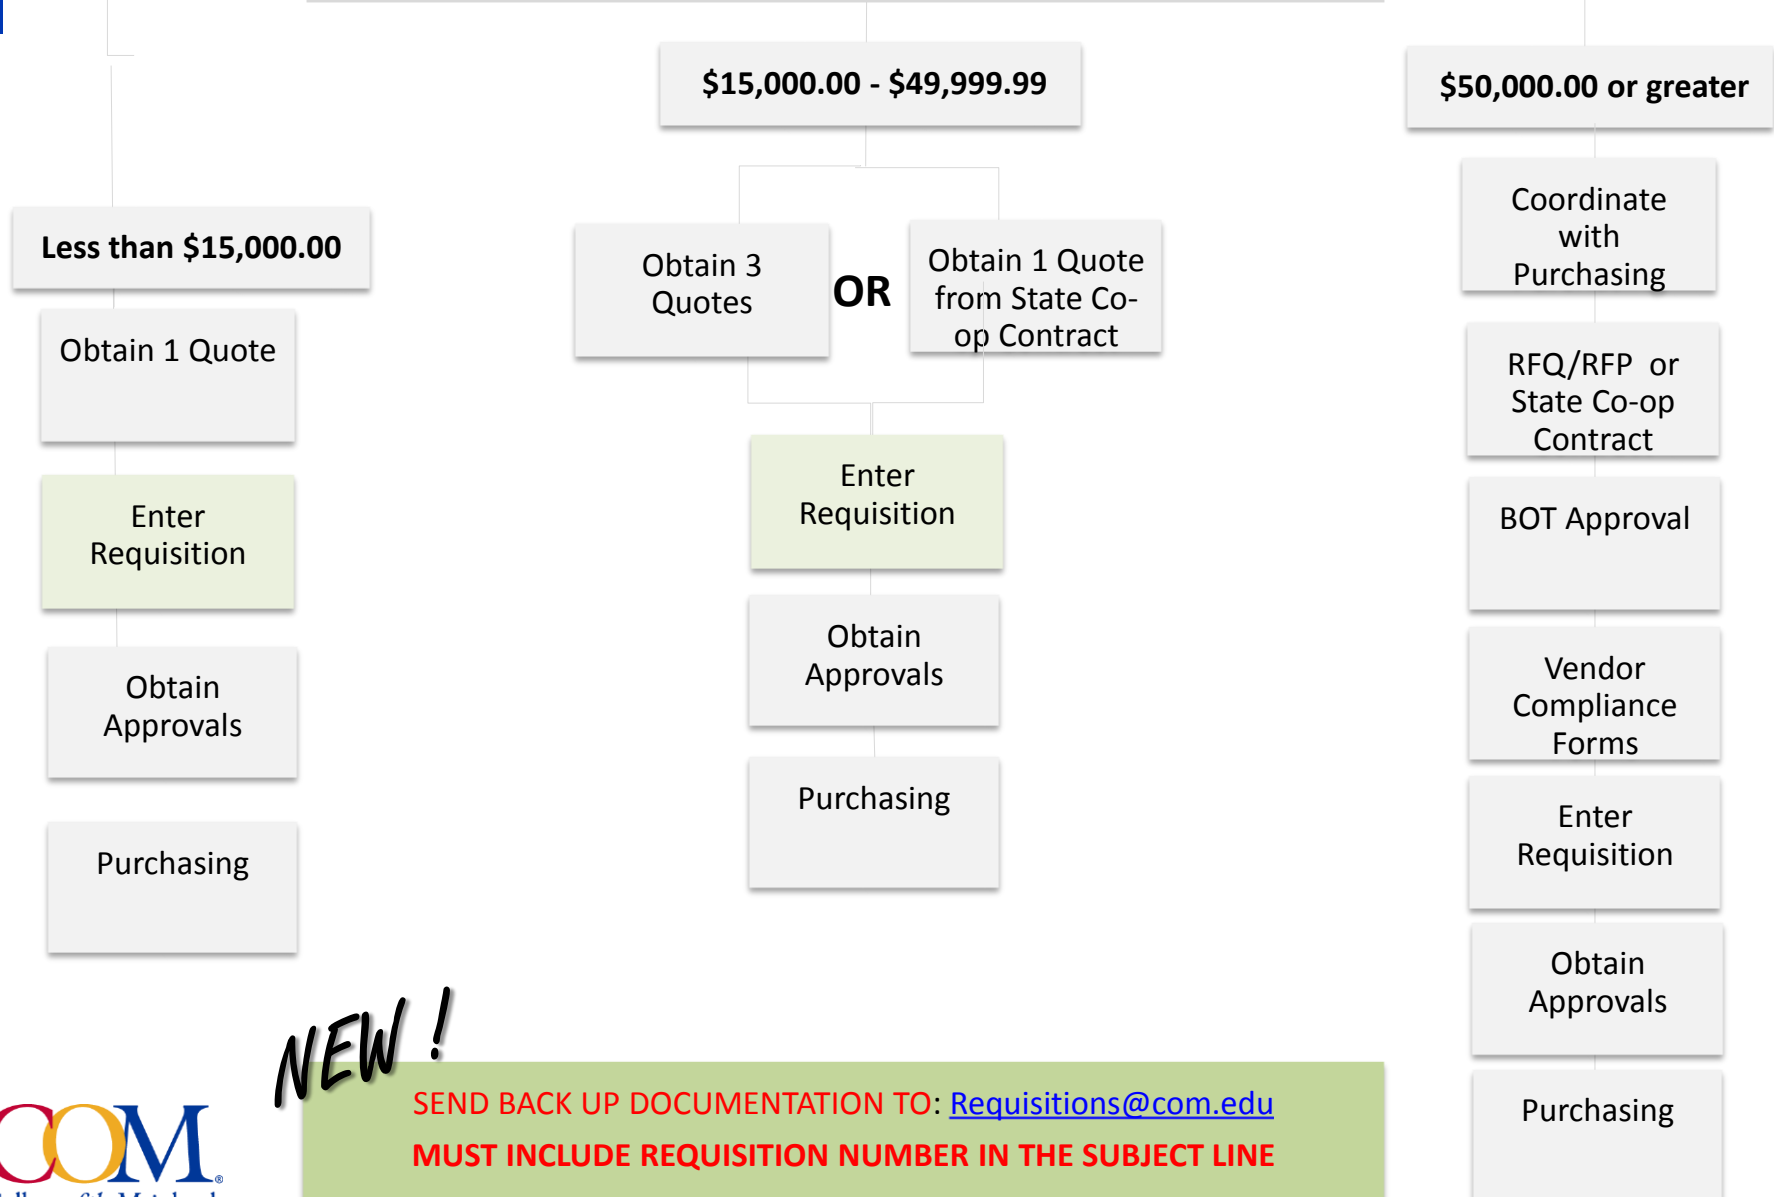 $15,000.00 - $49,999.99
$50,000.00 or greater
Less than $15,000.00
Obtain 1 Quote
Enter
Requisition
Obtain
Approvals
Purchasing
Obtain 3
Quotes
OR
Obtain 1 Quote
from State Co-
op Contract
Enter
Requisition
Obtain
Approvals
Purchasing
Coordinate
with
Purchasing
RFQ/RFP or
State Co-op
Contract
BOT Approval
Vendor
Compliance
Forms
Enter
Requisition
Obtain
Approvals
Purchasing
NEW !
SEND BACK UP DOCUMENTATION TO: Requisitions@com.edu
MUST INCLUDE REQUISITION NUMBER IN THE SUBJECT LINE
COM®